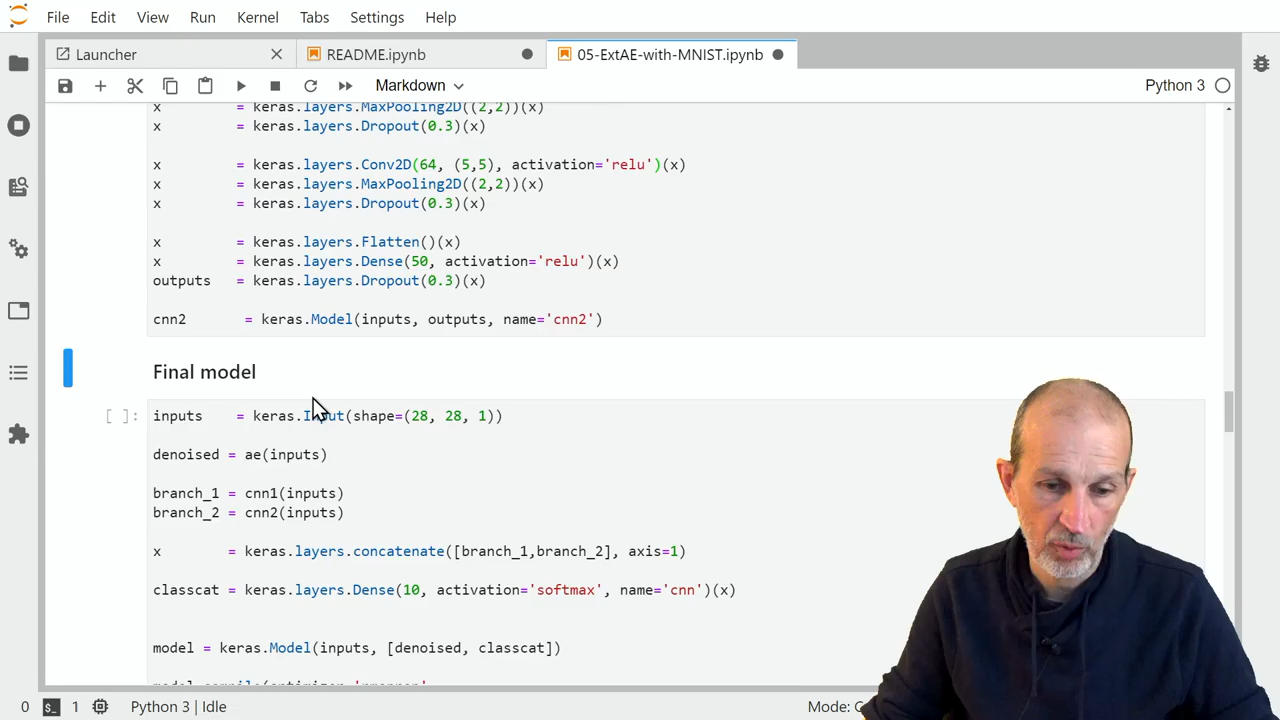 File Edit View Run Kernel Tabs Settings Help
Launcher README.ipynb 05-ExtAE-with-MNIST.ipynb
Markdown Python 3
x = keras.layers.MaxPooling2D((2,2))(x)
x = keras.layers.Dropout(0.3)(x)
x = keras.layers.Conv2D(64, (5,5), activation='relu')(x)
x = keras.layers.MaxPooling2D((2,2))(x)
x = keras.layers.Dropout(0.3)(x)
x = keras.layers.Flatten()(x)
x = keras.layers.Dense(50, activation='relu')(x)
outputs = keras.layers.Dropout(0.3)(x)
cnn2 = keras.Model(inputs, outputs, name='cnn2')
Final model
[ ]: inputs = keras.Input(shape=(28, 28, 1))
denoised = ae(inputs)
branch_1 = cnn1(inputs)
branch_2 = cnn2(inputs)
x = keras.layers.concatenate([branch_1,branch_2], axis=1)
classcat = keras.layers.Dense(10, activation='softmax', name='cnn')(x)
model = keras.Model(inputs, [denoised, classcat])
0 1 Python 3 | Idle Mode: